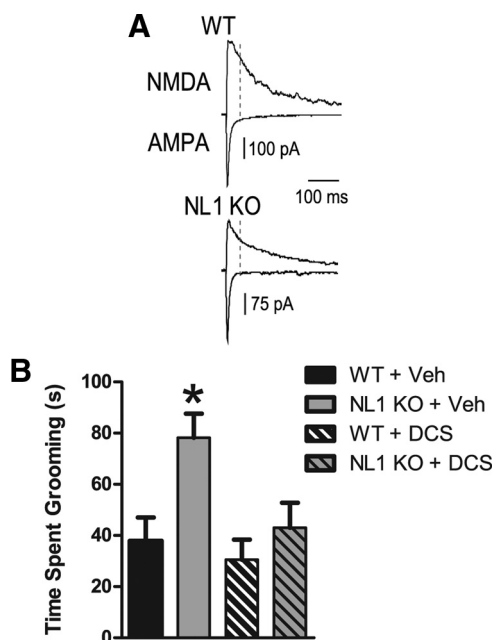 A
WT
NMDA
AMPA
100 pA
100 ms
NL1 KO
75 pA
B
Time Spent Grooming (s)
100
80
60
40
20
0
*
WT + Veh
NL1 KO + Veh
WT + DCS
NL1 KO + DCS